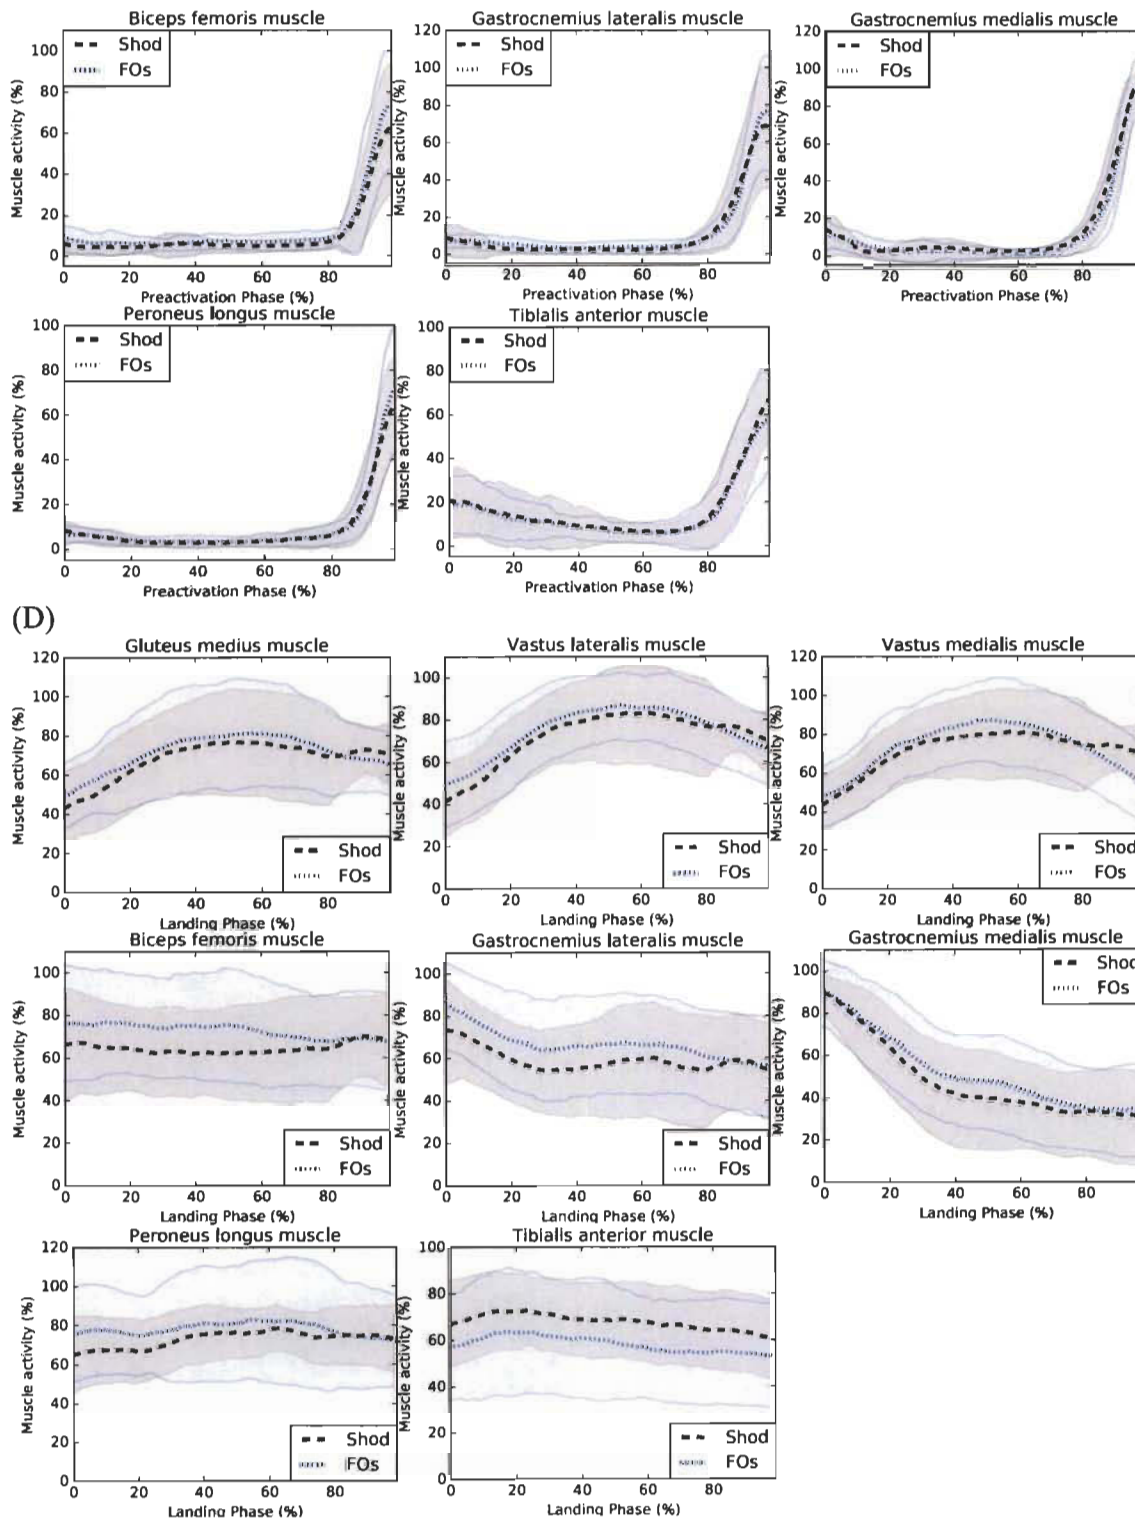 Biceps femoris muscle
Muscle activity (%)
100
80
60
40
20
0
Shod
FOs
0 20 40 60 80
Preactivation Phase (%)
Gastrocnemius lateralis muscle
Muscle activity (%)
120
100
80
60
40
20
0
Shod
FOs
0 20 40 60 80
Preactivation Phase (%)
Gastrocnemius medialis muscle
Muscle activity (%)
120
100
80
60
40
20
0
Shod
FOs
0 20 40 60 80
Preactivation Phase (%)
Peroneus longus muscle
Muscle activity (%)
100
80
60
40
20
0
Shod
FOs
0 20 40 60 80
Preactivation Phase (%)
Tibialis anterior muscle
Muscle activity (%)
100
80
60
40
20
0
Shod
FOs
0 20 40 60 80
Preactivation Phase (%)
(D)
Gluteus medius muscle
Muscle activity (%)
120
100
80
60
40
20
0
Shod
FOs
0 20 40 60 80
Landing Phase (%)
Vastus lateralis muscle
Muscle activity (%)
100
80
60
40
20
0
Shod
FOs
0 20 40 60 80
Landing Phase (%)
Vastus medialis muscle
Muscle activity (%)
120
100
80
60
40
20
0
Shod
FOs
0 20 40 60 80
Landing Phase (%)
Biceps femoris muscle
Muscle activity (%)
100
80
60
40
20
0
Shod
FOs
0 20 40 60 80
Landing Phase (%)
Gastrocnemius lateralis muscle
Muscle activity (%)
100
80
60
40
20
0
Shod
FOs
0 20 40 60 80
Landing Phase (%)
Gastrocnemius medialis muscle
Muscle activity (%)
100
80
60
40
20
0
Shod
FOs
0 20 40 60 80
Landing Phase (%)
Peroneus longus muscle
Muscle activity (%)
120
100
80
60
40
20
0
Shod
FOs
0 20 40 60 80
Landing Phase (%)
Tibialis anterior muscle
Muscle activity (%)
100
80
60
40
20
0
Shod
FOs
0 20 40 60 80
Landing Phase (%)